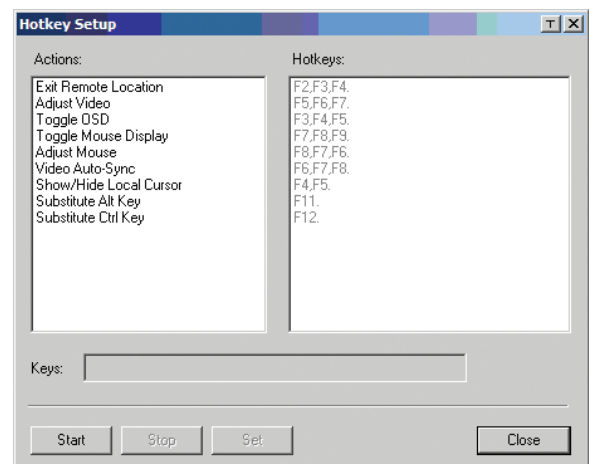 Hotkey Setup
T X
Actions:
Hotkeys:
Exit Remote Location
Adjust Video
Toggle OSD
Toggle Mouse Display
Adjust Mouse
Video Auto-Sync
Show/Hide Local Cursor
Substitute Alt Key
Substitute Ctrl Key
F2,F3,F4.
F5,F6,F7.
F3,F4,F5.
F7,F8,F9.
F8,F7,F6.
F6,F7,F8.
F4,F5.
F11.
F12.
Keys:
Start Stop Set Close